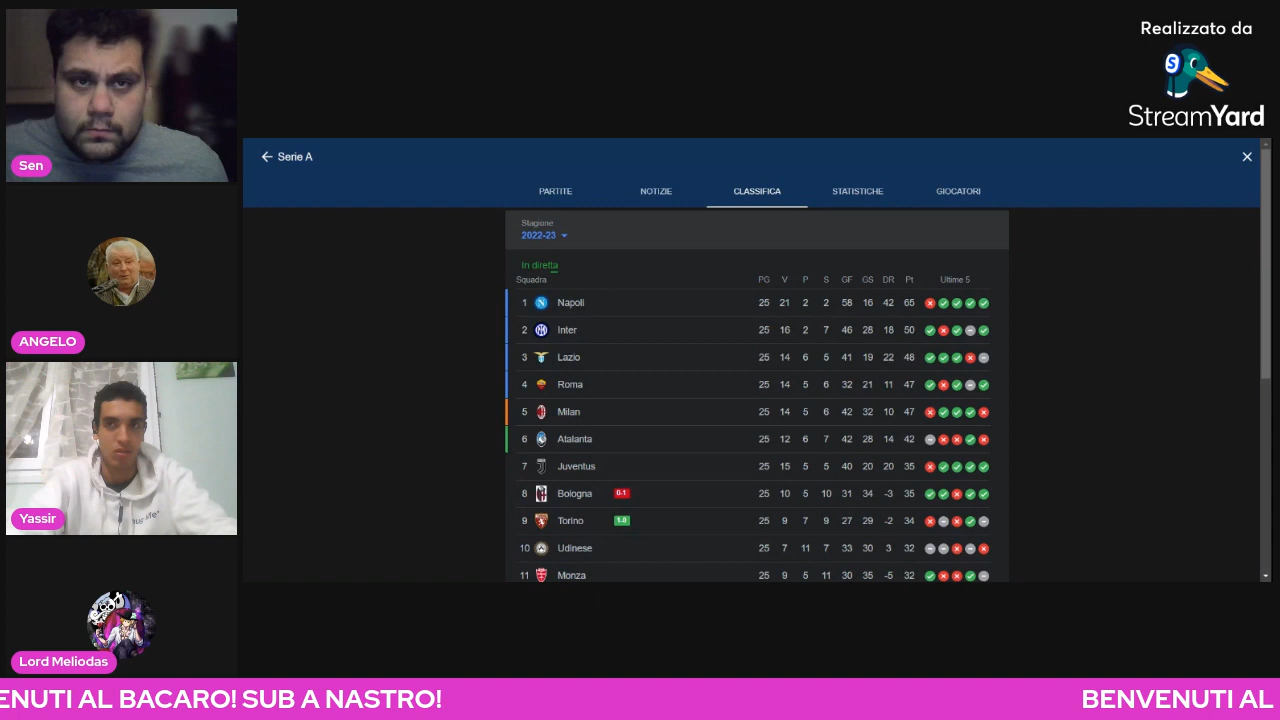 Realizzato da
StreamYard
Sen
ANGELO
Yassir
Lord Meliodas
Serie A
PARTITE NOTIZIE CLASSIFICA STATISTICHE GIOCATORI
Stagione
2022-23
In diretta
Squadra PG V P S GF GS DR Pt Ultime 5
1 Napoli 25 21 2 2 58 16 42 65
2 Inter 25 16 2 7 46 28 18 50
3 Lazio 25 14 6 5 41 19 22 48
4 Roma 25 14 5 6 32 21 11 47
5 Milan 25 14 5 6 42 32 10 47
6 Atalanta 25 12 6 7 42 28 14 42
7 Juventus 25 15 5 5 40 20 20 35
8 Bologna 0-1 25 10 5 10 31 34 -3 35
9 Torino 1-0 25 9 7 9 27 29 -2 34
10 Udinese 25 7 11 7 33 30 3 32
11 Monza 25 9 5 11 30 35 -5 32
ENUTI AL BACARO! SUB A NASTRO! BENVENUTI AL